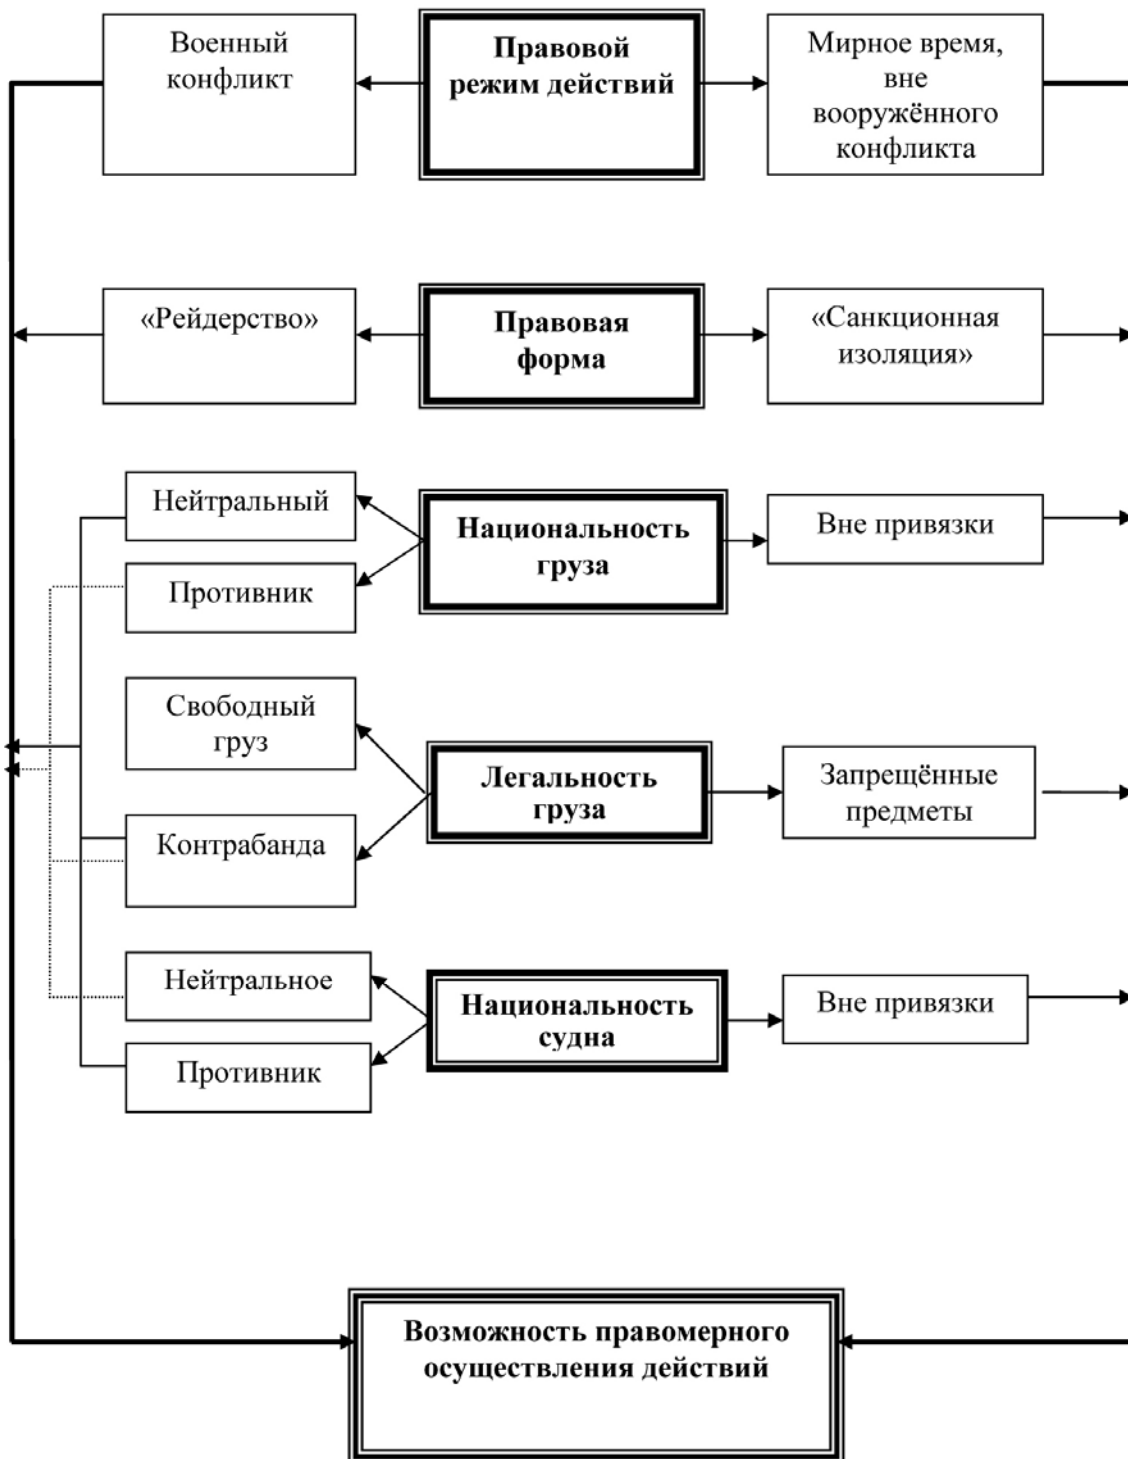 Военный
конфликт
Правовой
режим действий
Мирное время,
вне
вооружённого
конфликта
«Рейдерство»
Правовая
форма
«Санкционная
изоляция»
Нейтральный
Противник
Национальность
груза
Вне привязки
Свободный
груз
Контрабанда
Легальность
груза
Запрещённые
предметы
Нейтральное
Противник
Национальность
судна
Вне привязки
Возможность правомерного
осуществления действий